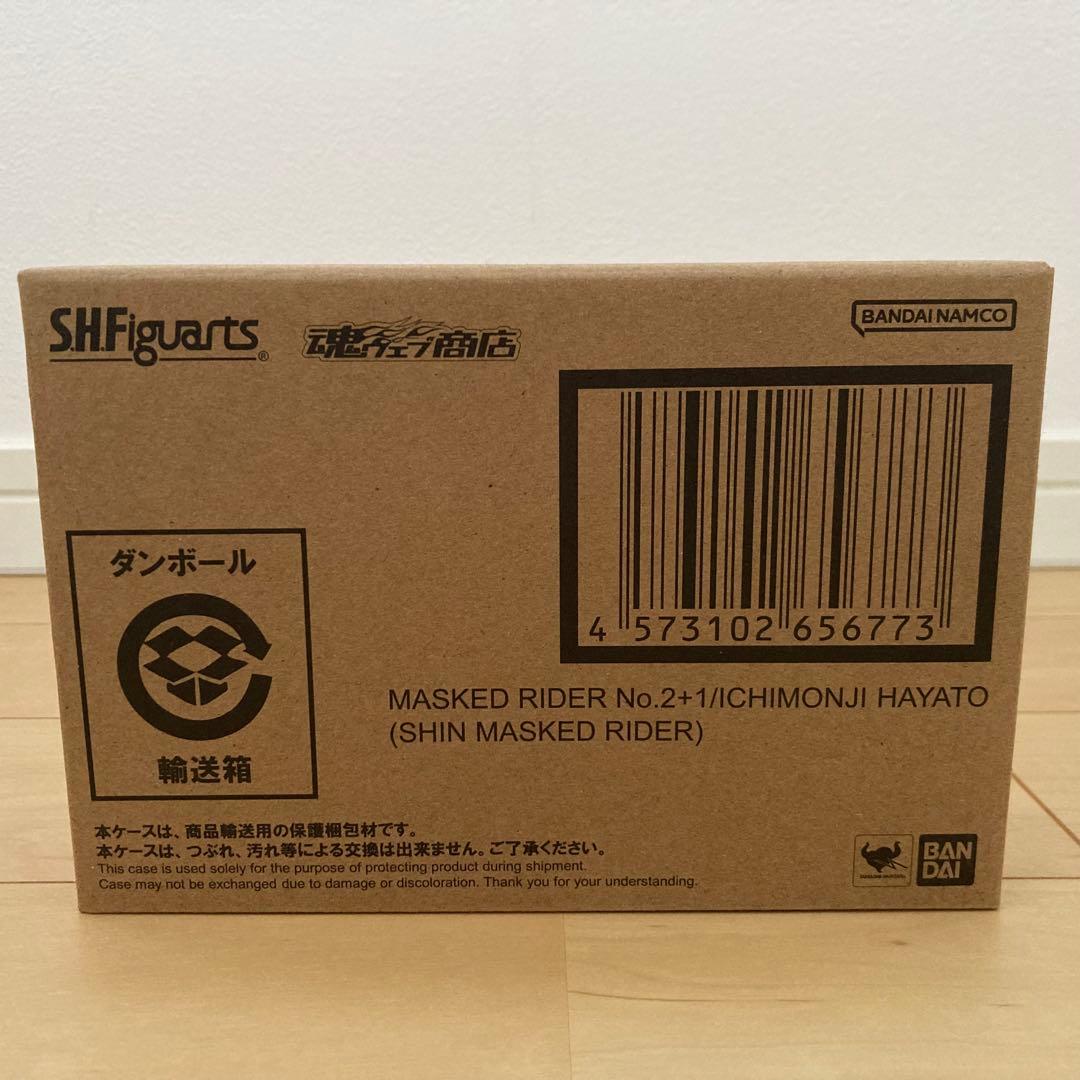 S.H.Figuarts®
魂ウェブ商店
BANDAI NAMCO
4 573102 656773
MASKED RIDER No.2+1/ICHIMONJI HAYATO
(SHIN MASKED RIDER)
ダンボール
輸送箱
本ケースは、商品輸送用の保護梱包材です。
本ケースは、つぶれ、汚れ等による交換は出来ません。ご了承ください。
This case is used solely for the purpose of protecting product during shipment.
Case may not be exchanged due to damage or discoloration. Thank you for your understanding.
BAN
DAI